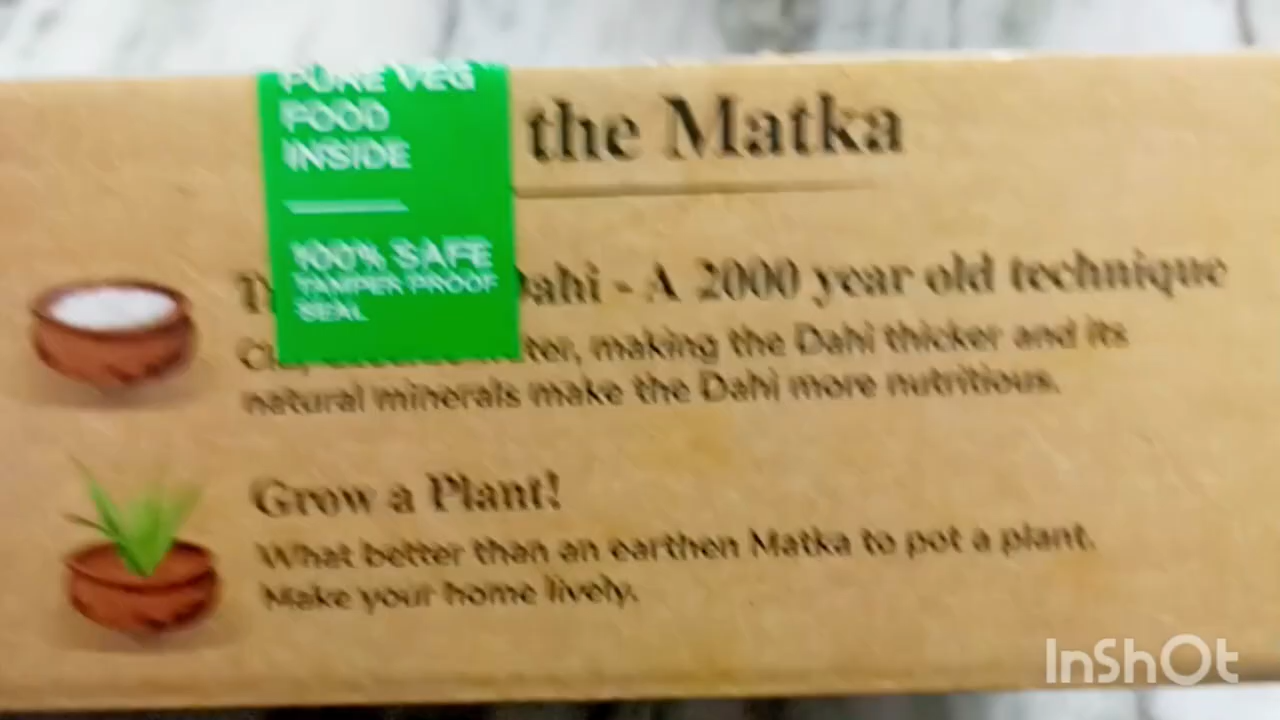 PURE VEG
FOOD
INSIDE
100% SAFE
TAMPER PROOF
SEAL
the Matka
Dahi - A 2000 year old technique
making the Dahi thicker and its
natural minerals make the Dahi more nutritious.
Grow a Plant!
What better than an earthen Matka to pot a plant.
Make your home lively.
InShOt